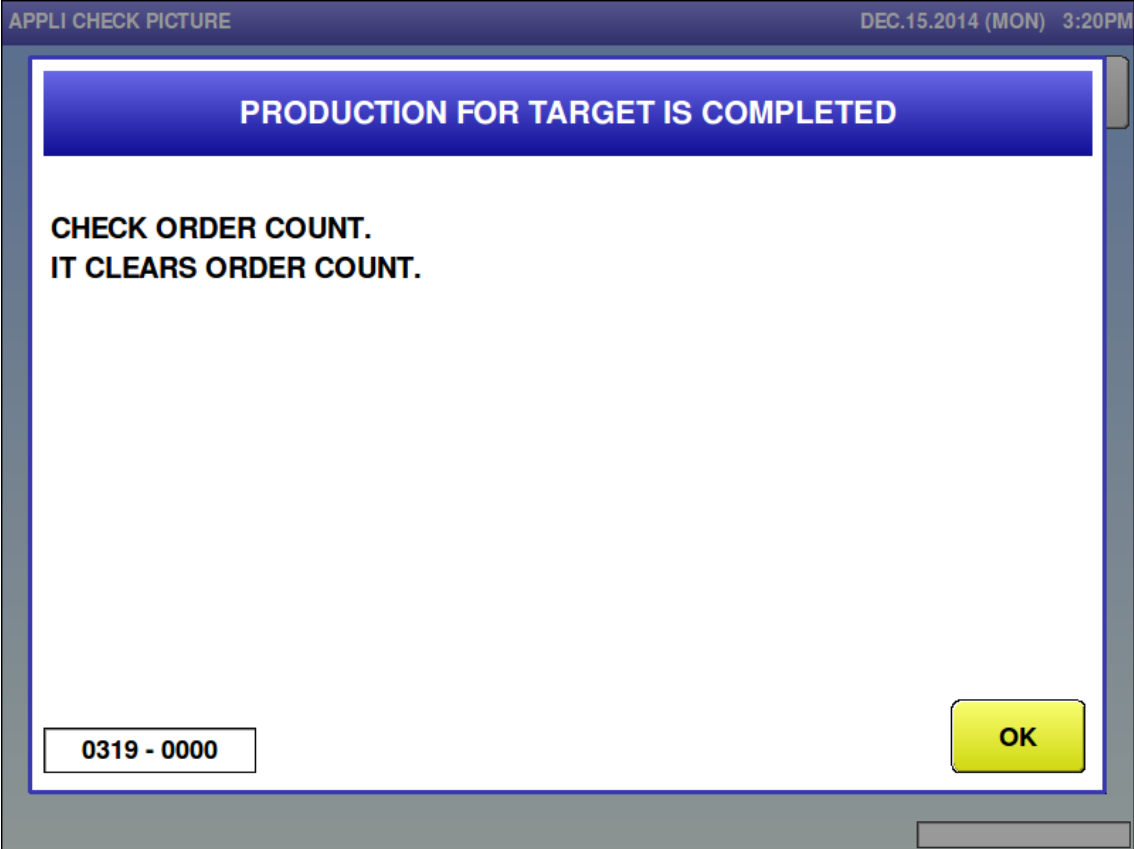 APPLI CHECK PICTURE DEC.15.2014 (MON) 3:20PM
PRODUCTION FOR TARGET IS COMPLETED
CHECK ORDER COUNT.
IT CLEARS ORDER COUNT.
0319 - 0000
OK